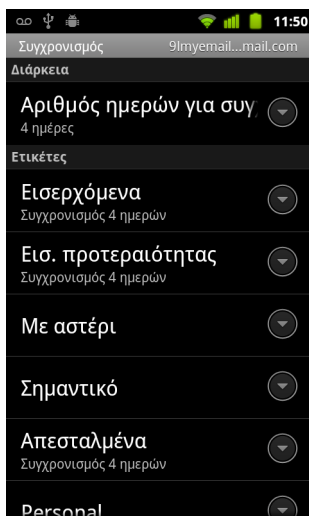 11:50
Συγχρονισμός 9lmyemail...mail.com
Διάρκεια
Αριθμός ημερών για συγ
4 ημέρες
Ετικέτες
Εισερχόμενα
Συγχρονισμός 4 ημερών
Εισ. προτεραιότητας
Συγχρονισμός 4 ημερών
Με αστέρι
Σημαντικό
Απεσταλμένα
Συγχρονισμός 4 ημερών
Personal